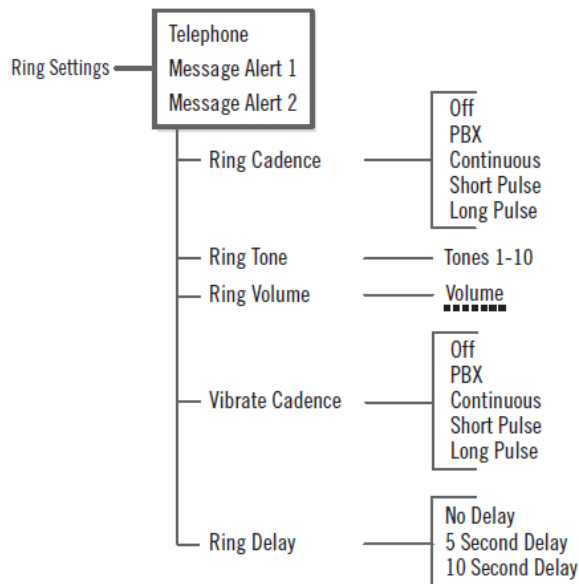 Ring Settings
Telephone
Message Alert 1
Message Alert 2
Ring Cadence
Off
PBX
Continuous
Short Pulse
Long Pulse
Ring Tone
Tones 1-10
Ring Volume
Volume
Vibrate Cadence
Off
PBX
Continuous
Short Pulse
Long Pulse
Ring Delay
No Delay
5 Second Delay
10 Second Delay